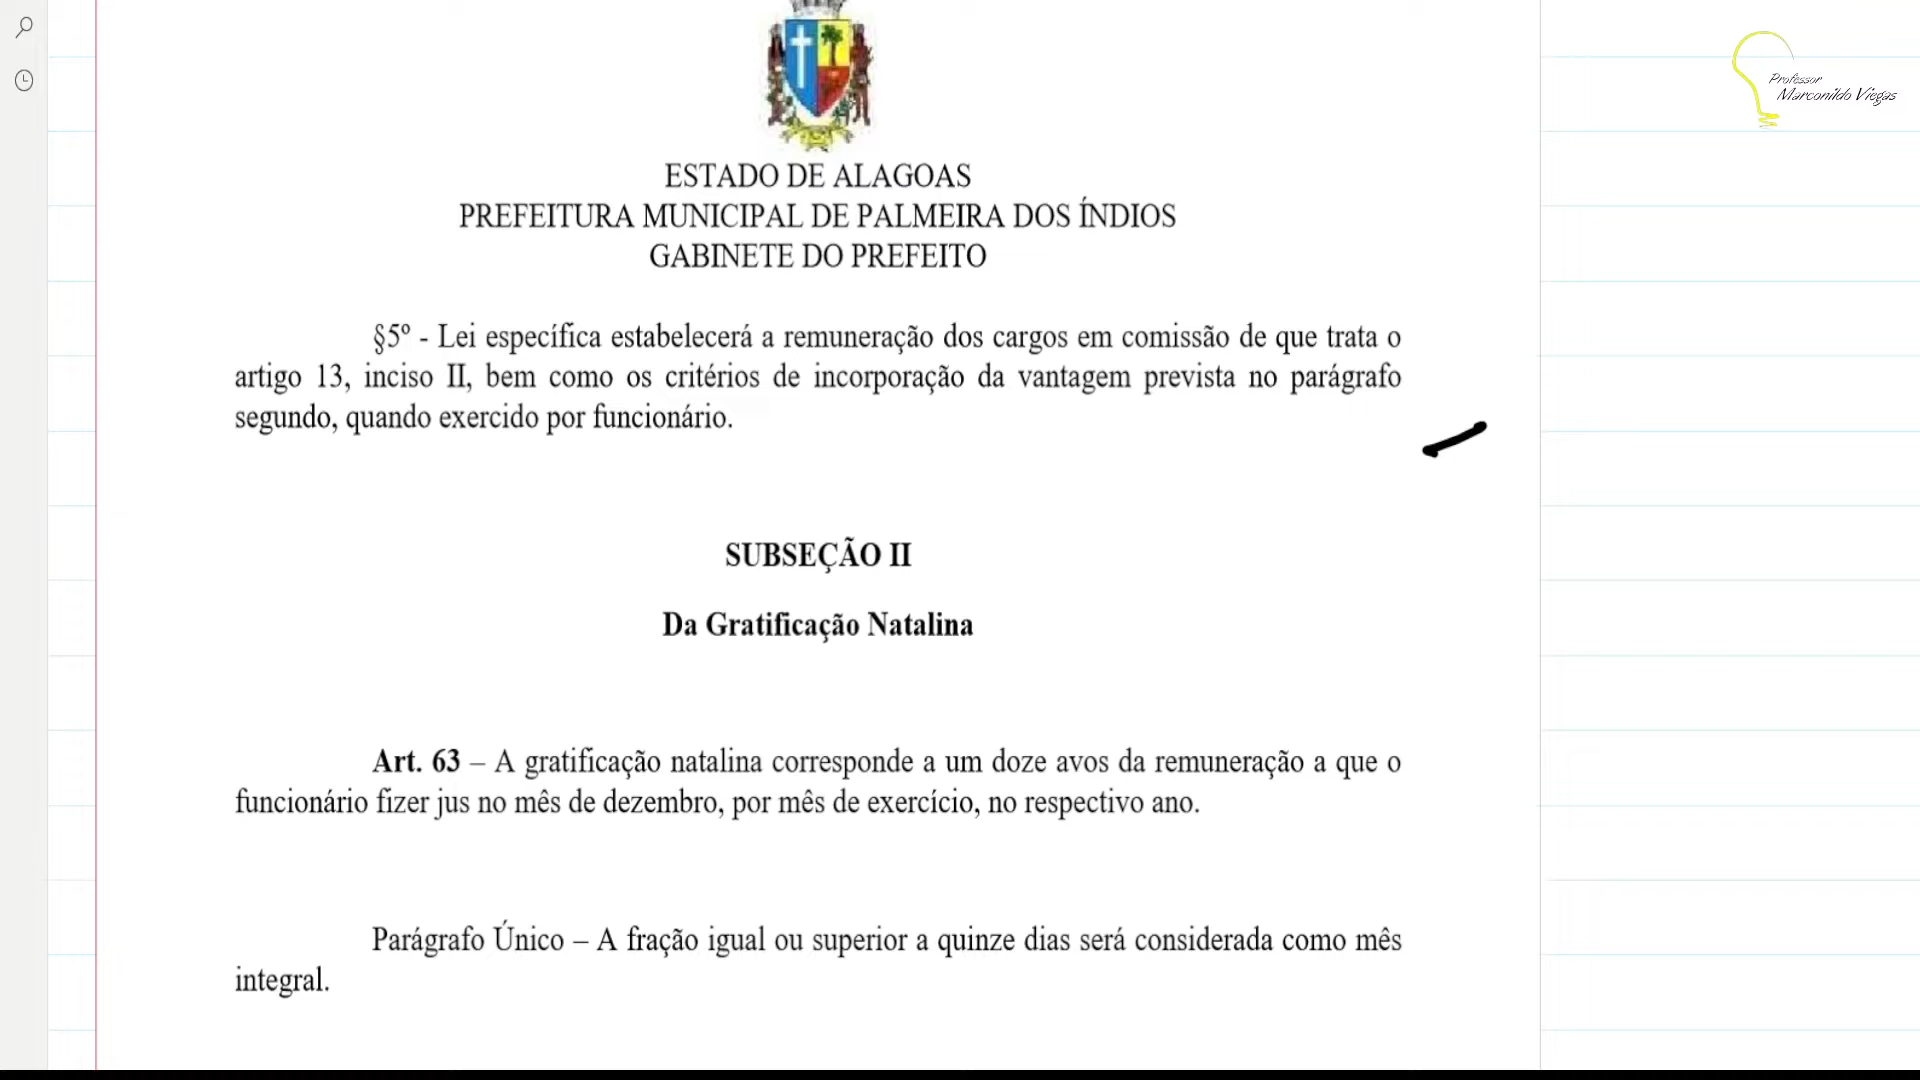 Professor
Marconildo Viegas
ESTADO DE ALAGOAS
PREFEITURA MUNICIPAL DE PALMEIRA DOS ÍNDIOS
GABINETE DO PREFEITO
§5º - Lei específica estabelecerá a remuneração dos cargos em comissão de que trata o
artigo 13, inciso II, bem como os critérios de incorporação da vantagem prevista no parágrafo
segundo, quando exercido por funcionário.
SUBSEÇÃO II
Da Gratificação Natalina
Art. 63 – A gratificação natalina corresponde a um doze avos da remuneração a que o
funcionário fizer jus no mês de dezembro, por mês de exercício, no respectivo ano.
Parágrafo Único – A fração igual ou superior a quinze dias será considerada como mês
integral.